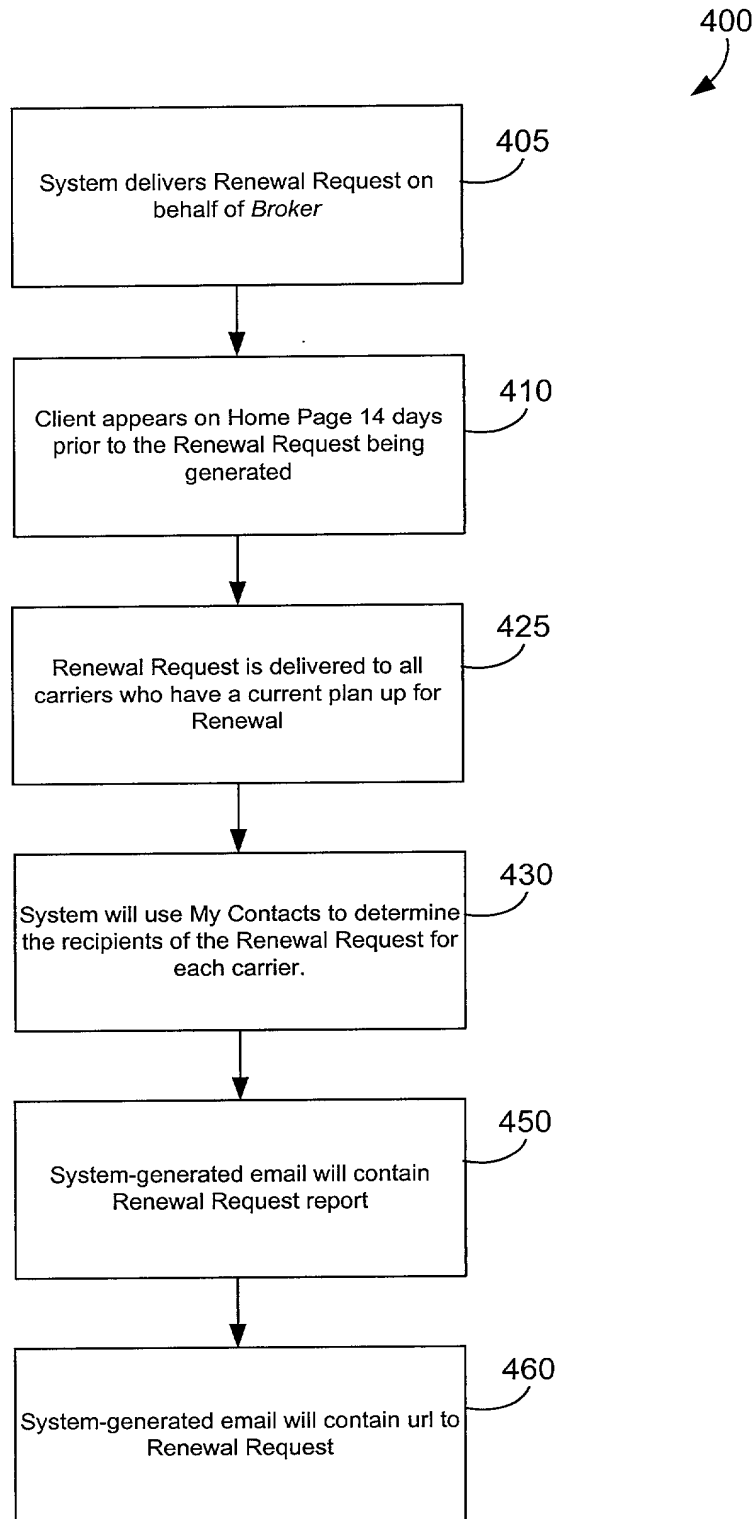 400
405
System delivers Renewal Request on
behalf of Broker
410
Client appears on Home Page 14 days
prior to the Renewal Request being
generated
425
Renewal Request is delivered to all
carriers who have a current plan up for
Renewal
430
System will use My Contacts to determine
the recipients of the Renewal Request for
each carrier.
450
System-generated email will contain
Renewal Request report
460
System-generated email will contain url to
Renewal Request